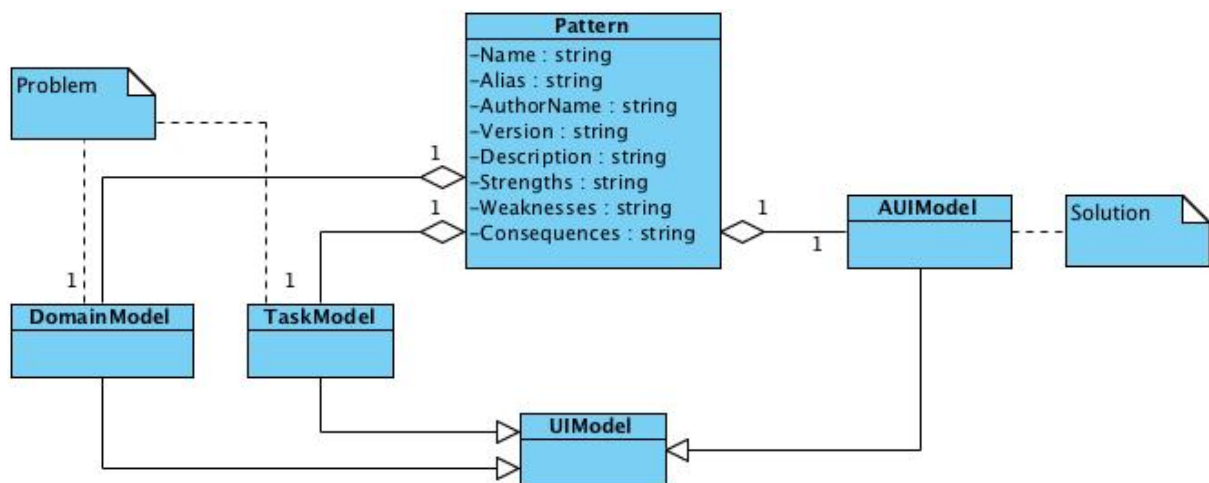 Pattern
-Name : string
-Alias : string
-AuthorName : string
-Version : string
-Description : string
-Strengths : string
-Weaknesses : string
-Consequences : string
Problem
1
1
1
1
AUIModel
Solution
1
1
DomainModel
TaskModel
UIModel